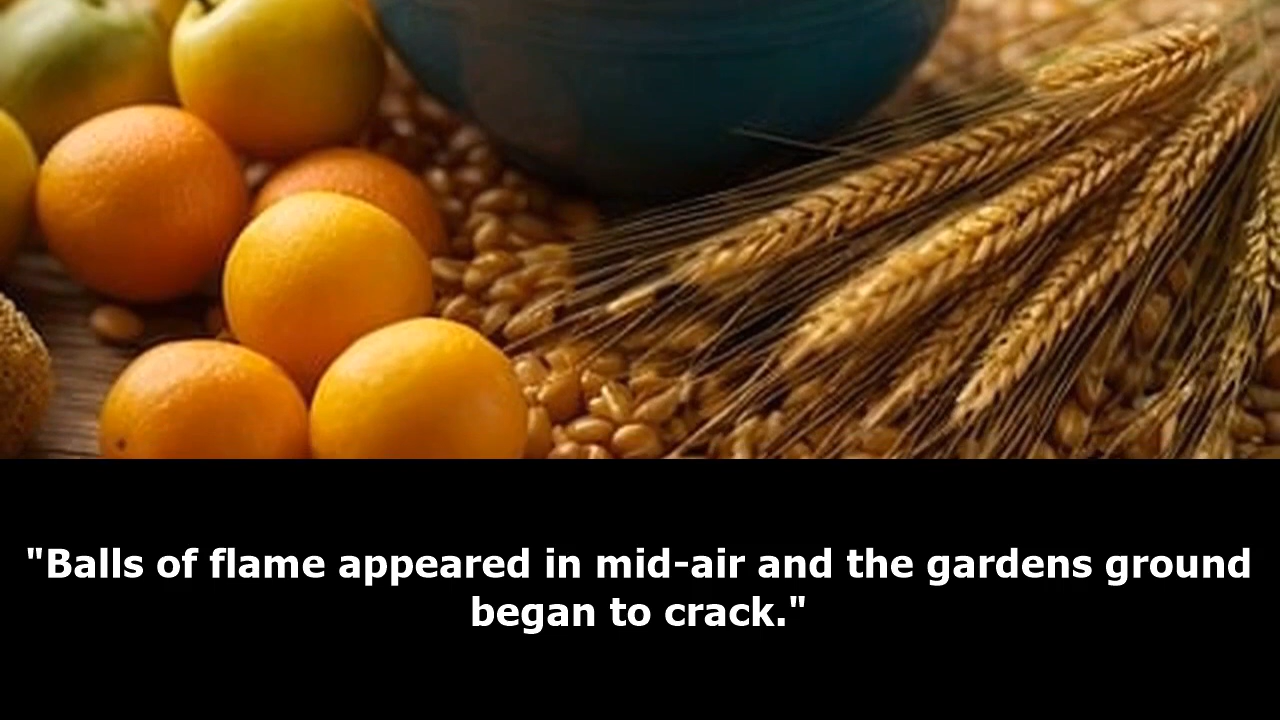 "Balls of flame appeared in mid-air and the gardens ground
began to crack."